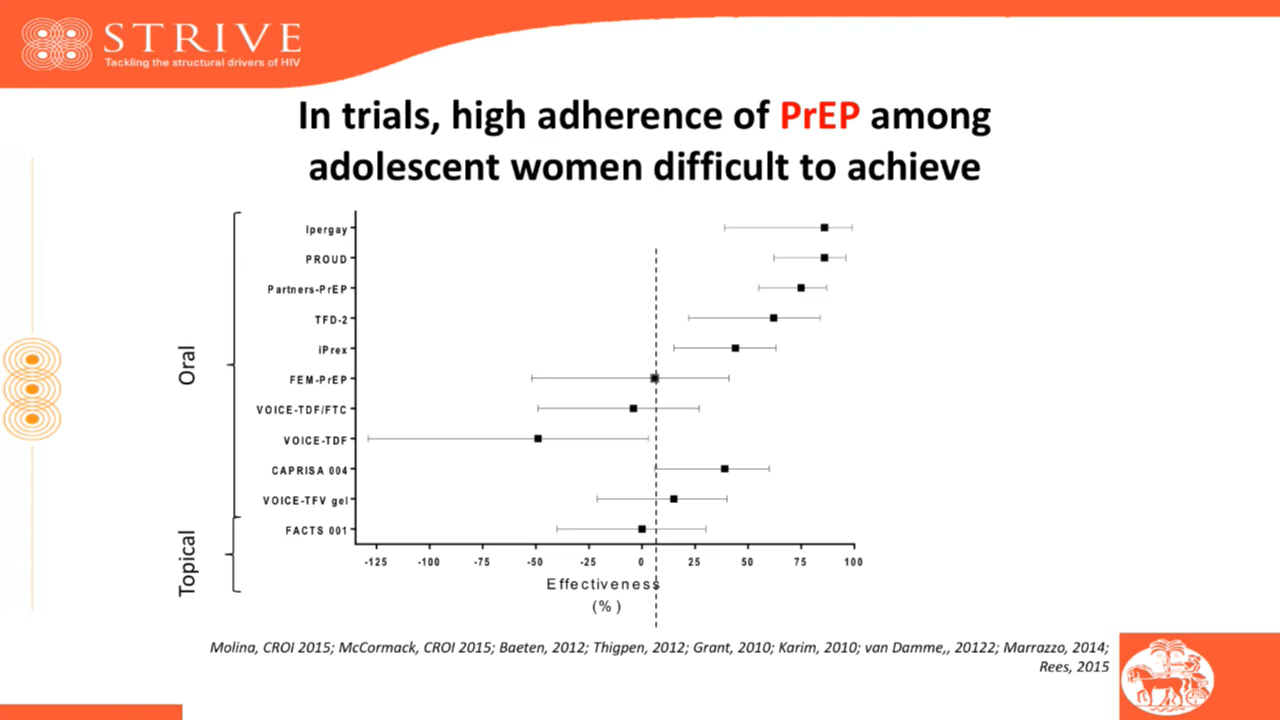 STRIVE
Tackling the structural drivers of HIV
In trials, high adherence of PrEP among
adolescent women difficult to achieve
Oral
Topical
Ipergay
PROUD
Partners-PrEP
TFD-2
iPrex
FEM-PrEP
VOICE-TDF/FTC
VOICE-TDF
CAPRISA 004
VOICE-TFV gel
FACTS 001
-125 -100 -75 -50 -25 0 25 50 75 100
Effectiveness
(%)
Molina, CROI 2015; McCormack, CROI 2015; Baeten, 2012; Thigpen, 2012; Grant, 2010; Karim, 2010; van Damme,, 20122; Marrazzo, 2014;
Rees, 2015